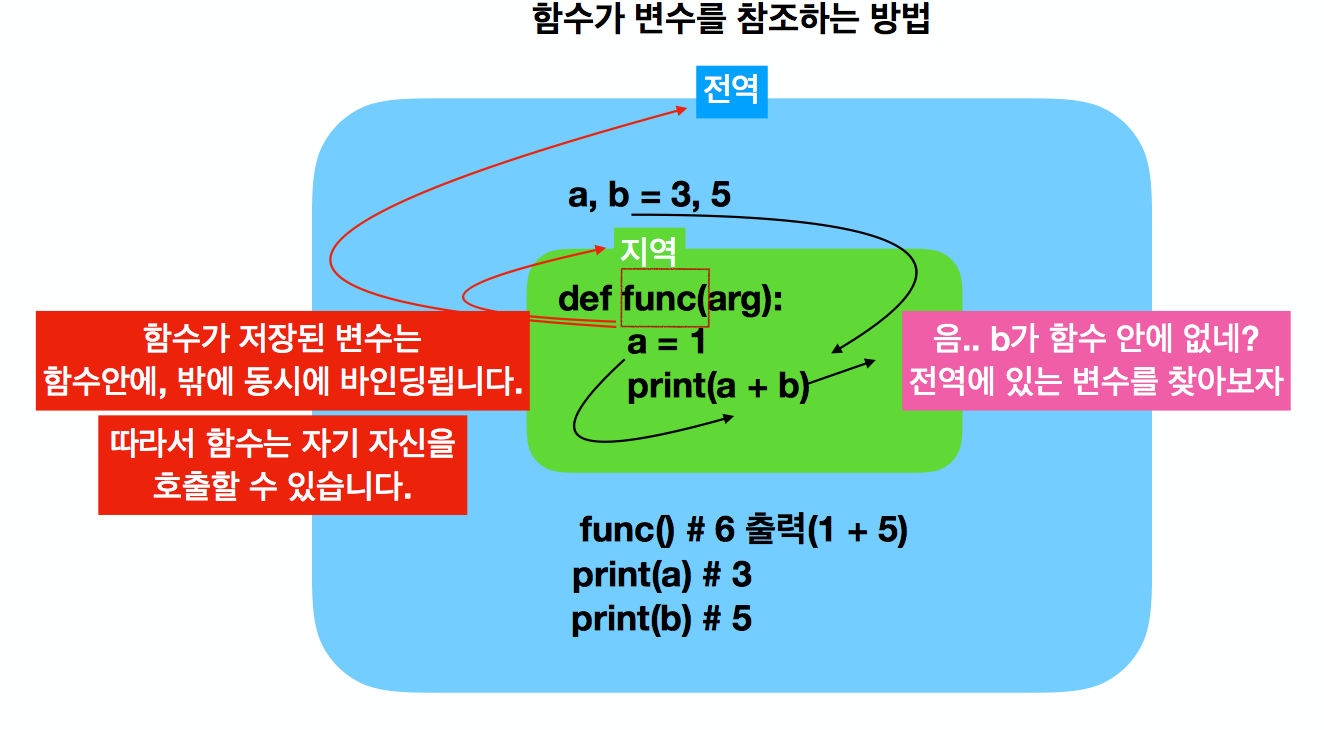 함수가 변수를 참조하는 방법
전역
a, b = 3, 5
지역
def func(arg):
a = 1
print(a + b)
함수가 저장된 변수는
함수안에, 밖에 동시에 바인딩됩니다.
따라서 함수는 자기 자신을
호출할 수 있습니다.
음.. b가 함수 안에 없네?
전역에 있는 변수를 찾아보자
func() # 6 출력(1 + 5)
print(a) # 3
print(b) # 5